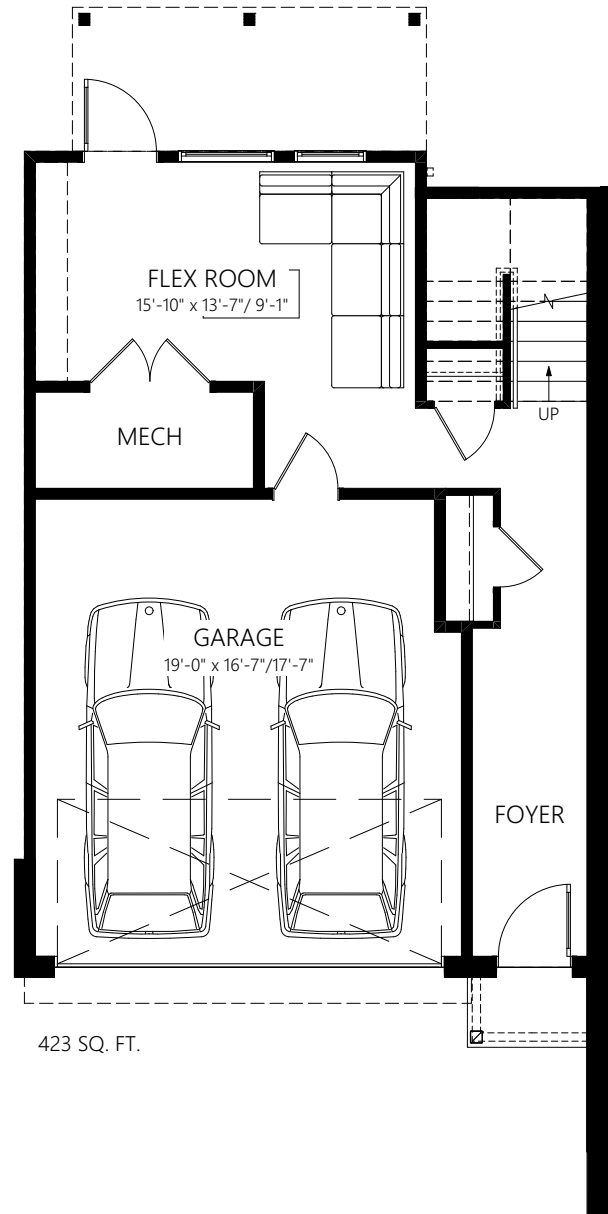 FLEX ROOM
15'-10" x 13'-7"/ 9'-1"
MECH
UP
GARAGE
19'-0" x 16'-7"/17'-7"
FOYER
423 SQ. FT.